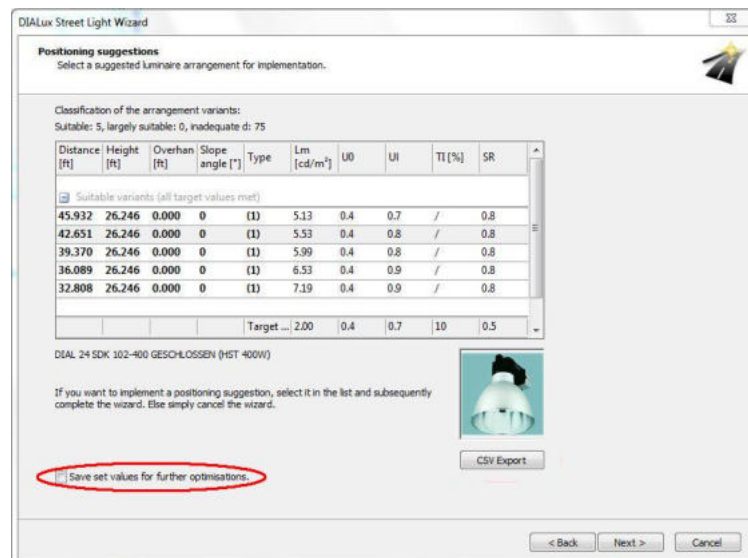 DIALux Street Light Wizard
Positioning suggestions
Select a suggested luminaire arrangement for implementation.
Classification of the arrangement variants:
Suitable: 5, largely suitable: 0, inadequate d: 75
Distance [ft] Height [ft] Overhan [ft] Slope angle [°] Type Lm [cd/m²] U0 UI TI [%] SR
Suitable variants (all target values met)
45.932 26.246 0.000 0 (1) 5.13 0.4 0.7 / 0.8
42.651 26.246 0.000 0 (1) 5.53 0.4 0.8 / 0.8
39.370 26.246 0.000 0 (1) 5.99 0.4 0.8 / 0.8
36.089 26.246 0.000 0 (1) 6.53 0.4 0.9 / 0.8
32.808 26.246 0.000 0 (1) 7.19 0.4 0.9 / 0.8
Target ... 2.00 0.4 0.7 10 0.5
DIAL 24 SDK 102-400 GESCHLOSSEN (HST 400W)
If you want to implement a positioning suggestion, select it in the list and subsequently
complete the wizard. Else simply cancel the wizard.
CSV Export
Save set values for further optimisations.
< Back Next > Cancel